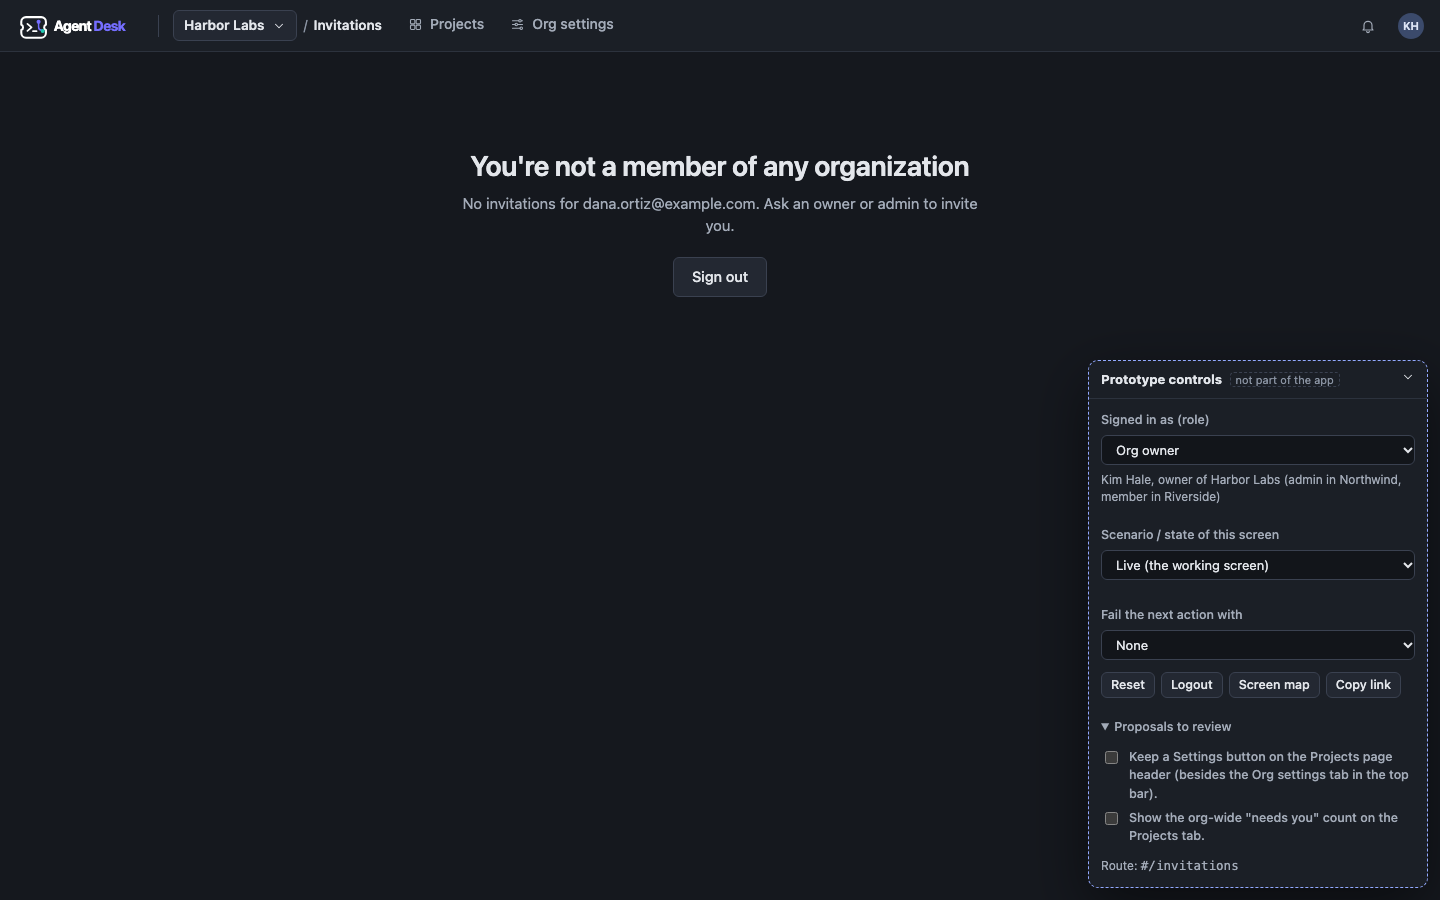 AgentDesk
Harbor Labs / Invitations Projects Org settings KH
You're not a member of any organization
No invitations for dana.ortiz@example.com. Ask an owner or admin to invite
you.
Sign out
Prototype controls not part of the app
Signed in as (role)
Org owner
Kim Hale, owner of Harbor Labs (admin in Northwind,
member in Riverside)
Scenario / state of this screen
Live (the working screen)
Fail the next action with
None
Reset Logout Screen map Copy link
Proposals to review
Keep a Settings button on the Projects page
header (besides the Org settings tab in the top
bar).
Show the org-wide "needs you" count on the
Projects tab.
Route: #/invitations